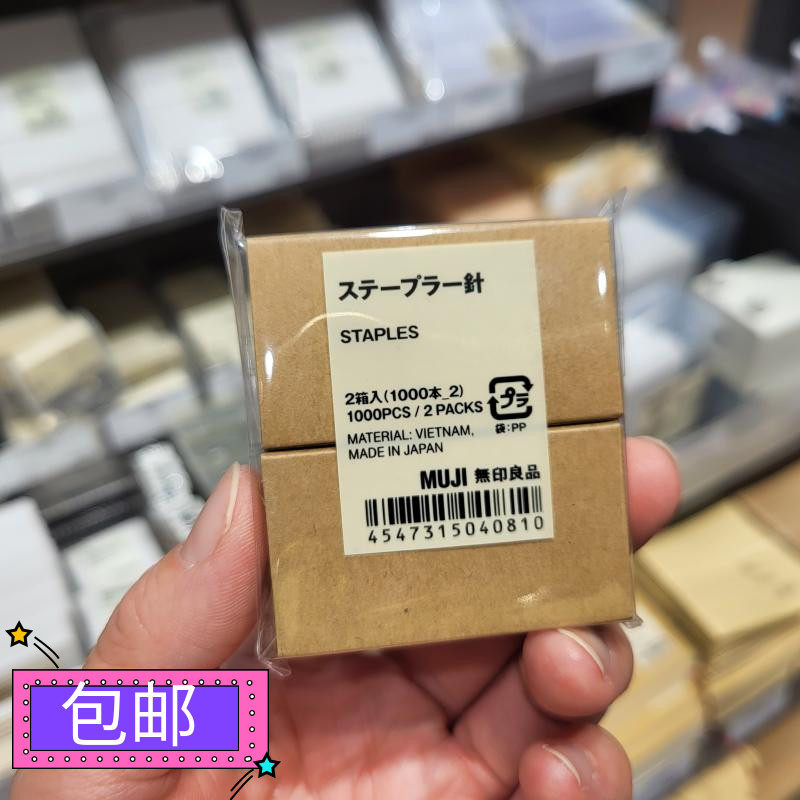 ステープラー針
STAPLES
2箱入(1000本_2)
1000PCS / 2 PACKS
プラ
袋:PP
MATERIAL: VIETNAM,
MADE IN JAPAN
MUJI 無印良品
4547315040810
包邮